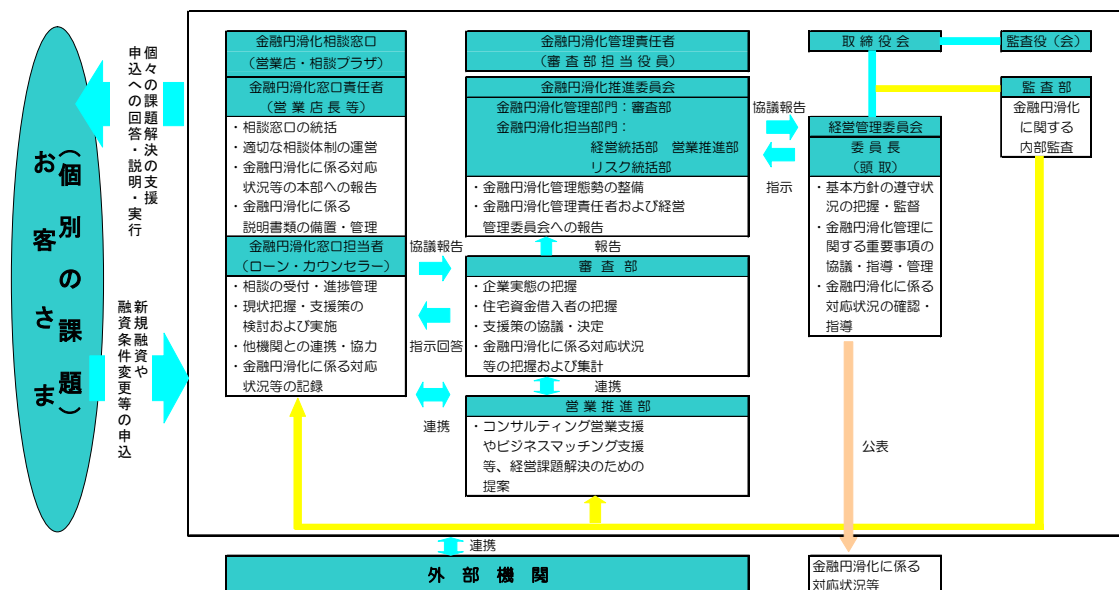 お客さま
（個別の課題）
個々の課題解決の支援
申込への回答・説明・実行
新規融資や
融資条件変更等の申込
金融円滑化相談窓口
（営業店・相談プラザ）
金融円滑化窓口責任者
（営業店長等）
・相談窓口の統括
・適切な相談体制の運営
・金融円滑化に係る対応
状況等の本部への報告
・金融円滑化に係る
説明書類の備置・管理
金融円滑化窓口担当者
（ローン・カウンセラー）
・相談の受付・進捗管理
・現状把握・支援策の
検討および実施
・他機関との連携・協力
・金融円滑化に係る対応
状況等の記録
協議報告
指示回答
連携
金融円滑化管理責任者
（審査部担当役員）
金融円滑化推進委員会
金融円滑化管理部門：審査部
金融円滑化担当部門：
経営統括部　営業推進部
リスク統括部
・金融円滑化管理態勢の整備
・金融円滑化管理責任者および経営
管理委員会への報告
報告
審査部
・企業実態の把握
・住宅資金借入者の把握
・支援策の協議・決定
・金融円滑化に係る対応状況
等の把握および集計
連携
営業推進部
・コンサルティング営業支援
やビジネスマッチング支援
等、経営課題解決のための
提案
協議報告
指示
取締役会
監査役（会）
経営管理委員会
委員長
（頭取）
・基本方針の遵守状
況の把握・監督
・金融円滑化管理に
関する重要事項の
協議・指導・管理
・金融円滑化に係る
対応状況の確認・
指導
監査部
金融円滑化
に関する
内部監査
公表
連携
外部機関
金融円滑化に係る
対応状況等